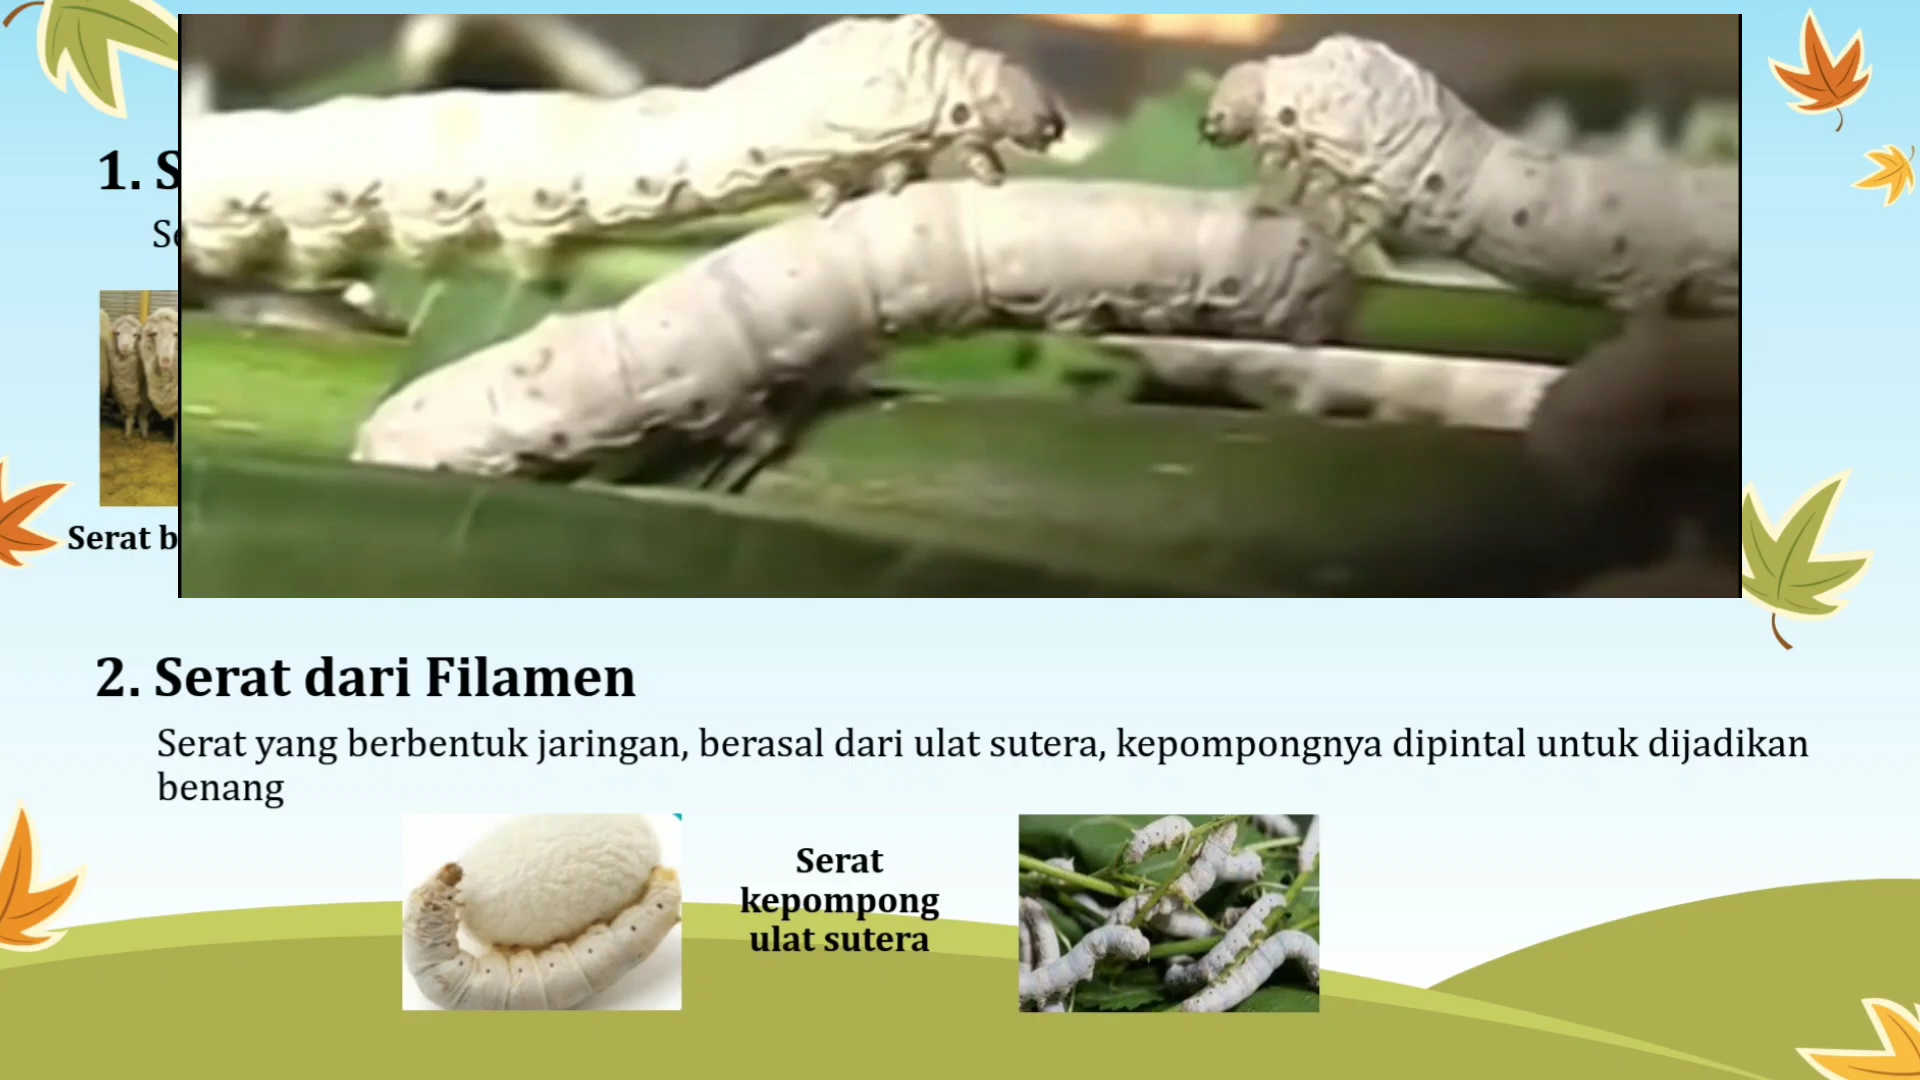 1. S
Se
Serat b
2. Serat dari Filamen
Serat yang berbentuk jaringan, berasal dari ulat sutera, kepompongnya dipintal untuk dijadikan
benang
Serat
kepompong
ulat sutera